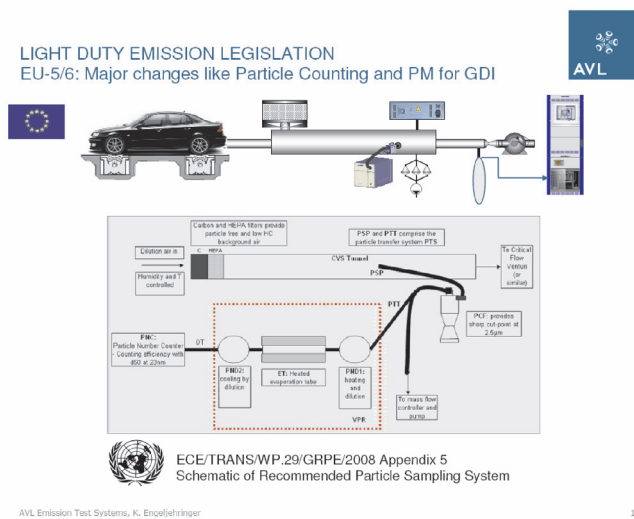 LIGHT DUTY EMISSION LEGISLATION
EU-5/6: Major changes like Particle Counting and PM for GDI
AVL
Carbon and HEPA filters provide
particle free and low HC
background air
PSP and PTT comprise the
particle transfer system PTS
Dilution air in
C HEPA
CVS Tunnel
PSP
To Critical
Flow
Venturi
(or
similar)
Humidity and T
controlled
PTT
PCF: provides
sharp cut-point at
2.5µm
PNC:
Particle Number Counter
- Counting efficiency with
d50 at 23nm
DT
PND2:
cooling by
dilution
ET: Heated
evaporation tube
PND1:
heating
and
dilution
VPR
To mass flow
controller and
pump
ECE/TRANS/WP.29/GRPE/2008 Appendix 5
Schematic of Recommended Particle Sampling System
AVL Emission Test Systems, K. Engeljehringer
1